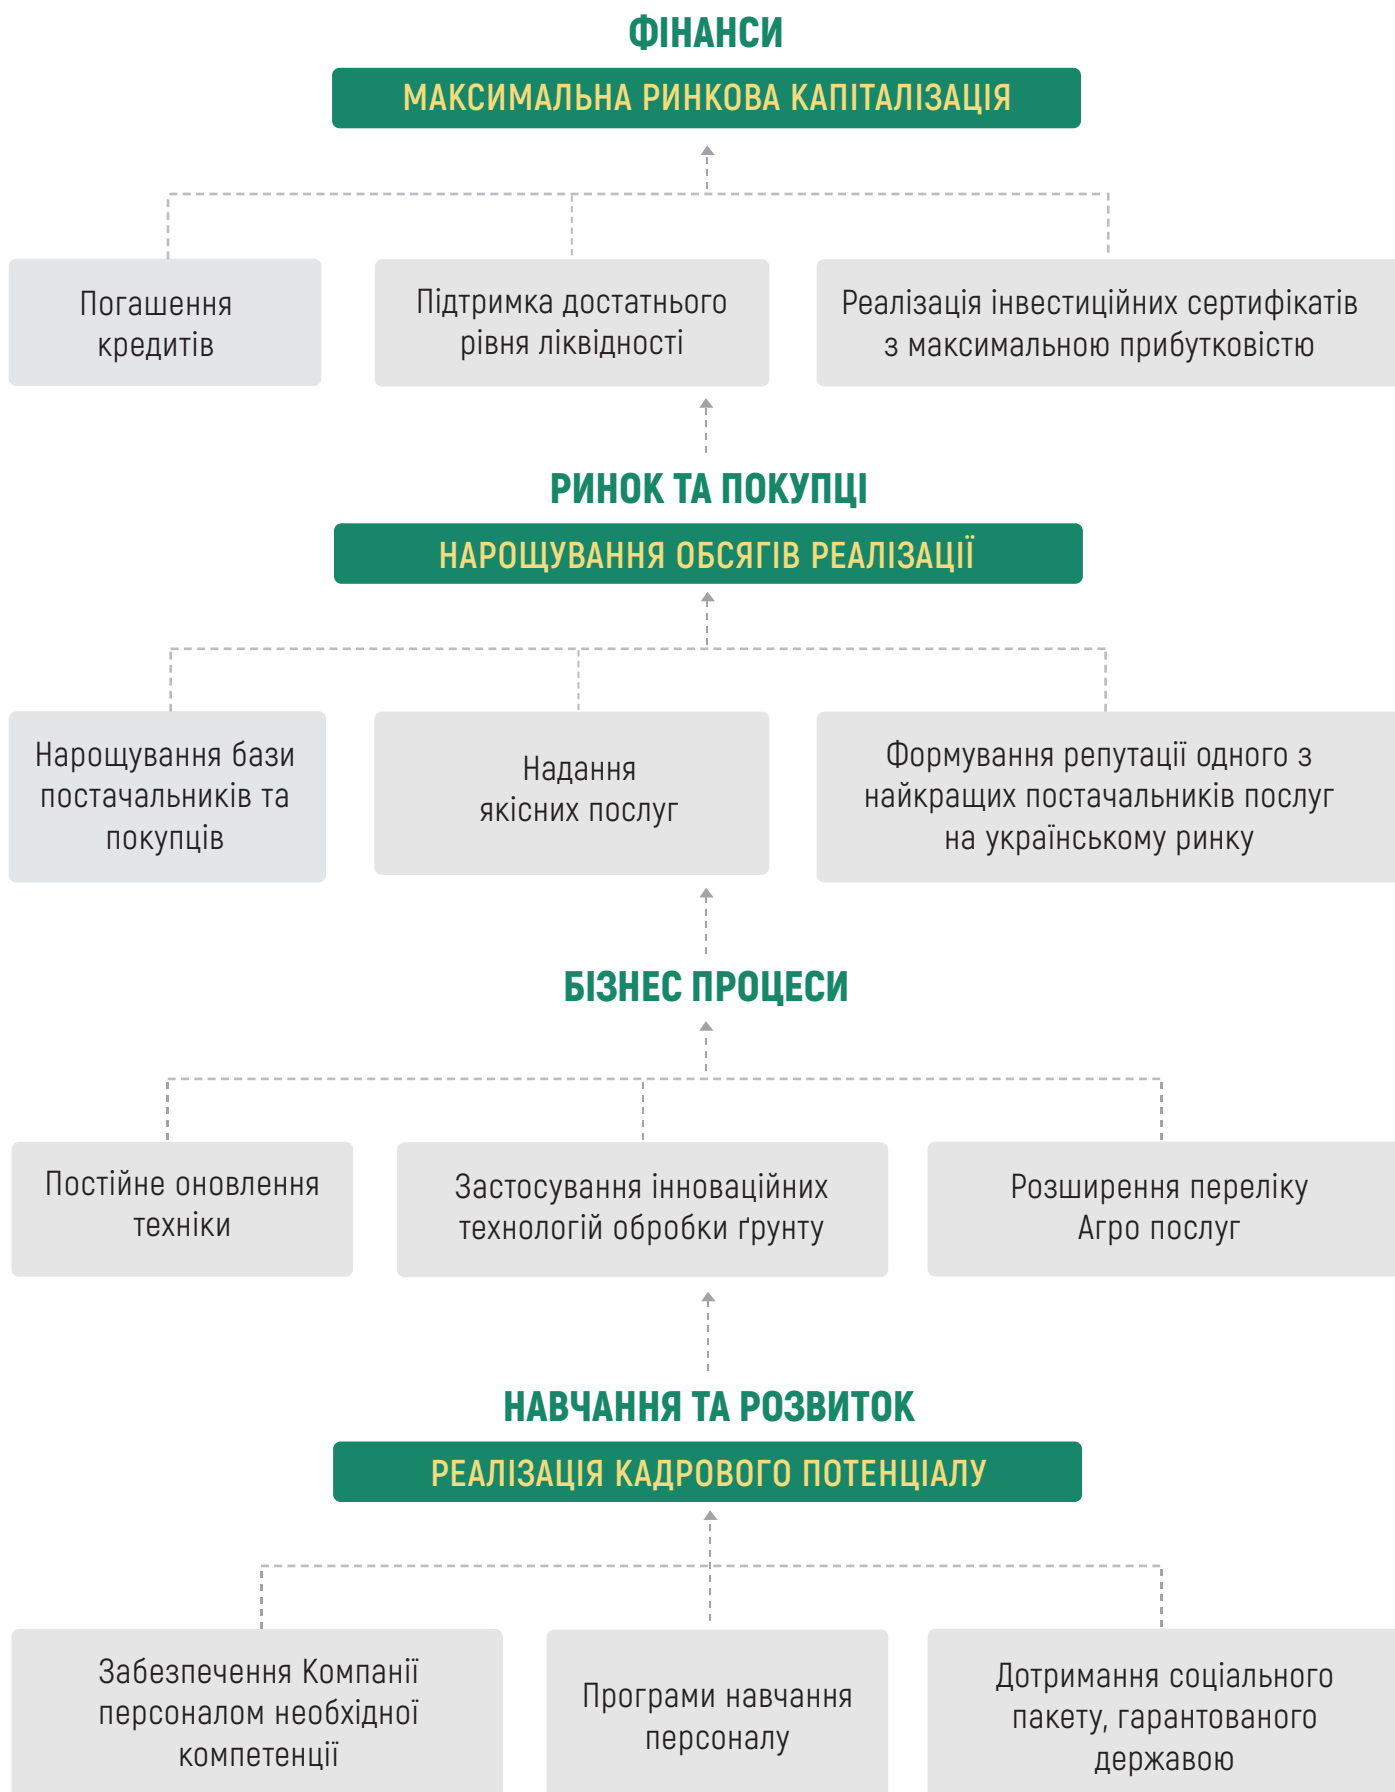 ФІНАНСИ
МАКСИМАЛЬНА РИНКОВА КАПІТАЛІЗАЦІЯ
Погашення
кредитів
Підтримка достатнього
рівня ліквідності
Реалізація інвестиційних сертифікатів
з максимальною прибутковістю
РИНОК ТА ПОКУПЦІ
НАРОЩУВАННЯ ОБСЯГІВ РЕАЛІЗАЦІЇ
Нарощування бази
постачальників та
покупців
Надання
якісних послуг
Формування репутації одного з
найкращих постачальників послуг
на українському ринку
БІЗНЕС ПРОЦЕСИ
Постійне оновлення
техніки
Застосування інноваційних
технологій обробки ґрунту
Розширення переліку
Агро послуг
НАВЧАННЯ ТА РОЗВИТОК
РЕАЛІЗАЦІЯ КАДРОВОГО ПОТЕНЦІАЛУ
Забезпечення Компанії
персоналом необхідної
компетенції
Програми навчання
персоналу
Дотримання соціального
пакету, гарантованого
державою